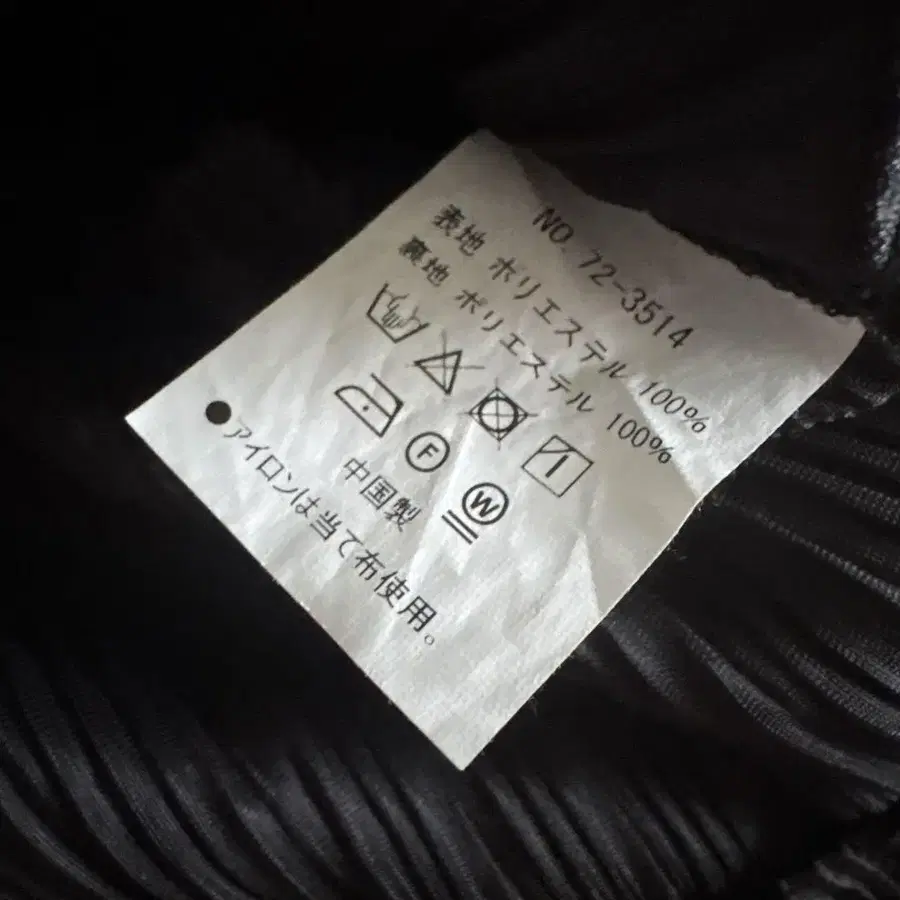 NO. 72-3514
表地 ポリエステル 100%
裏地 ポリエステル 100%
F
W
中国製
●アイロンは当て布使用。